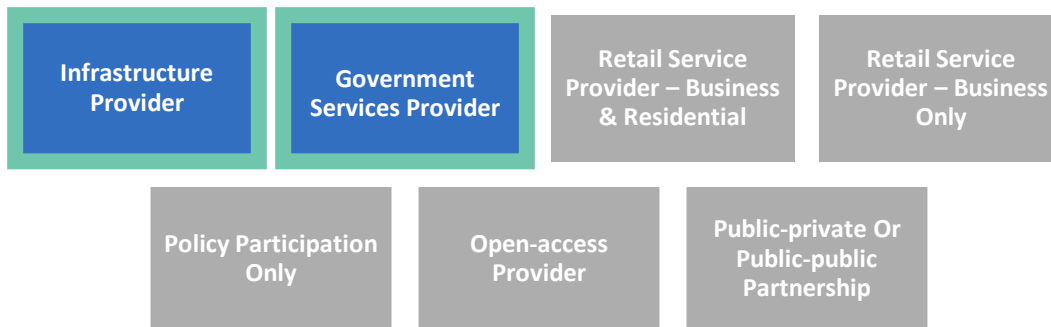 Infrastructure
Provider
Government
Services Provider
Retail Service
Provider – Business
& Residential
Retail Service
Provider – Business
Only
Policy Participation
Only
Open-access
Provider
Public-private Or
Public-public
Partnership